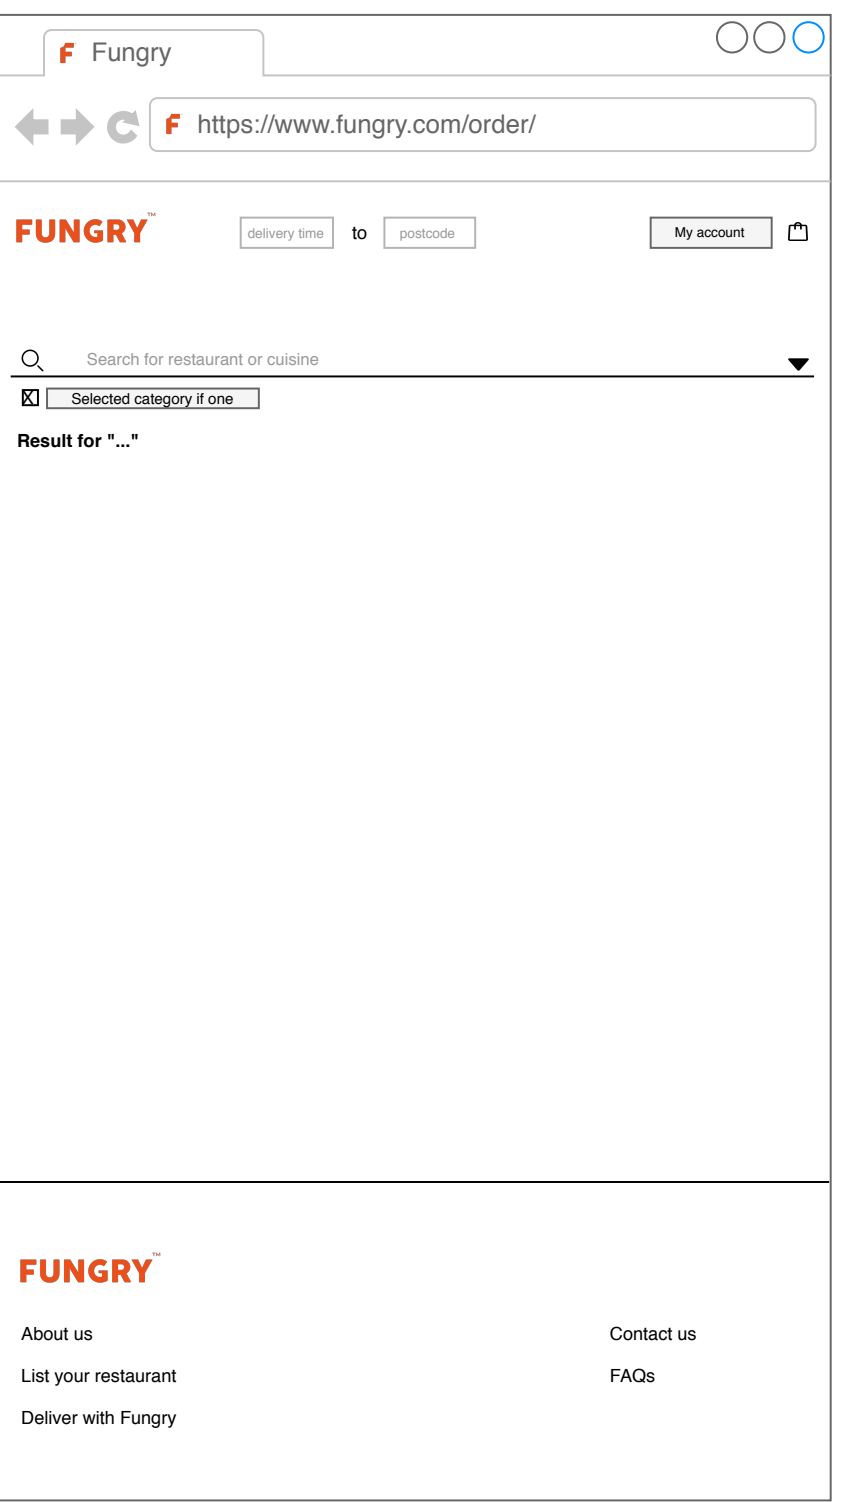 Fungry
https://www.fungry.com/order/
FUNGRY™
delivery time to postcode My account
Search for restaurant or cuisine
X Selected category if one
Result for "..."
FUNGRY™
About us Contact us
List your restaurant FAQs
Deliver with Fungry